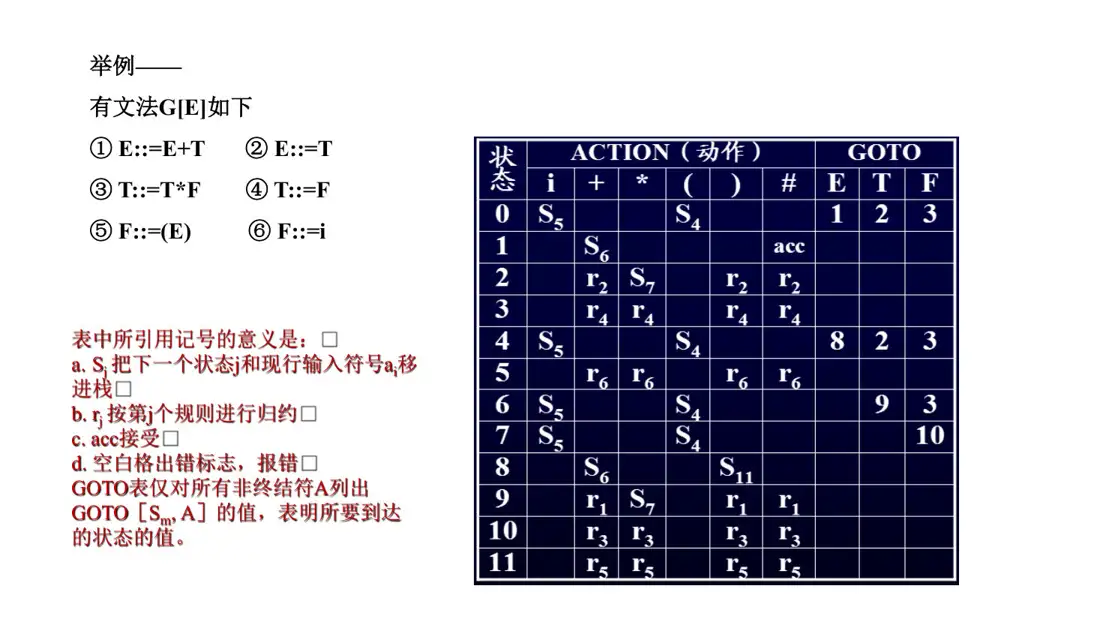 举例——
有文法G[E]如下
① E::=E+T ② E::=T
③ T::=T*F ④ T::=F
⑤ F::=(E) ⑥ F::=i
表中所引用记号的意义是：□
a. Sj 把下一个状态j和现行输入符号ai移
进栈□
b. rj 按第j个规则进行归约□
c. acc接受□
d. 空白格出错标志，报错□
GOTO表仅对所有非终结符A列出
GOTO［Sm, A］的值，表明所要到达
的状态的值。
状态 ACTION（动作） GOTO
i + * ( ) # E T F
0 S5 S4 1 2 3
1 S6 acc
2 r2 S7 r2 r2
3 r4 r4 r4 r4
4 S5 S4 8 2 3
5 r6 r6 r6 r6
6 S5 S4 9 3
7 S5 S4 10
8 S6 S11
9 r1 S7 r1 r1
10 r3 r3 r3 r3
11 r5 r5 r5 r5